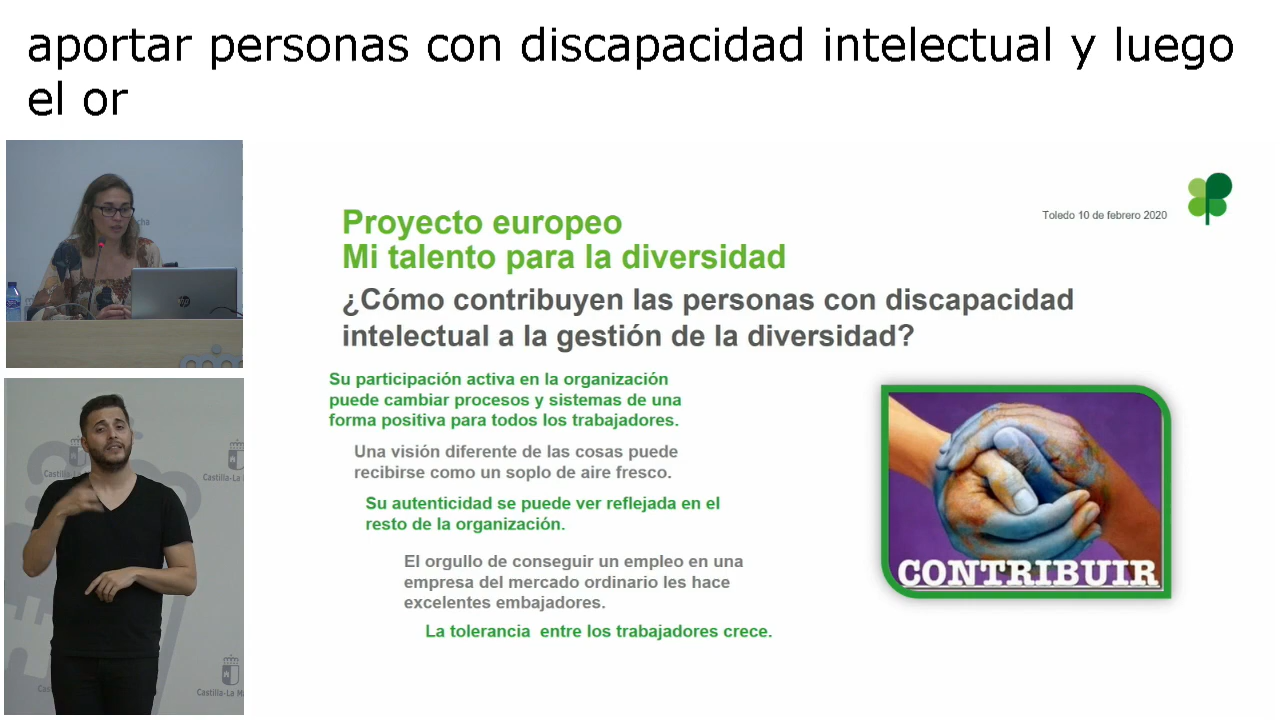 aportar personas con discapacidad intelectual y luego
el or
Toledo 10 de febrero 2020
Proyecto europeo
Mi talento para la diversidad
¿Cómo contribuyen las personas con discapacidad
intelectual a la gestión de la diversidad?
Su participación activa en la organización
puede cambiar procesos y sistemas de una
forma positiva para todos los trabajadores.
Una visión diferente de las cosas puede
recibirse como un soplo de aire fresco.
Su autenticidad se puede ver reflejada en el
resto de la organización.
El orgullo de conseguir un empleo en una
empresa del mercado ordinario les hace
excelentes embajadores.
La tolerancia  entre los trabajadores crece.
CONTRIBUIR
hp
Castilla-La M
Castilla-La M